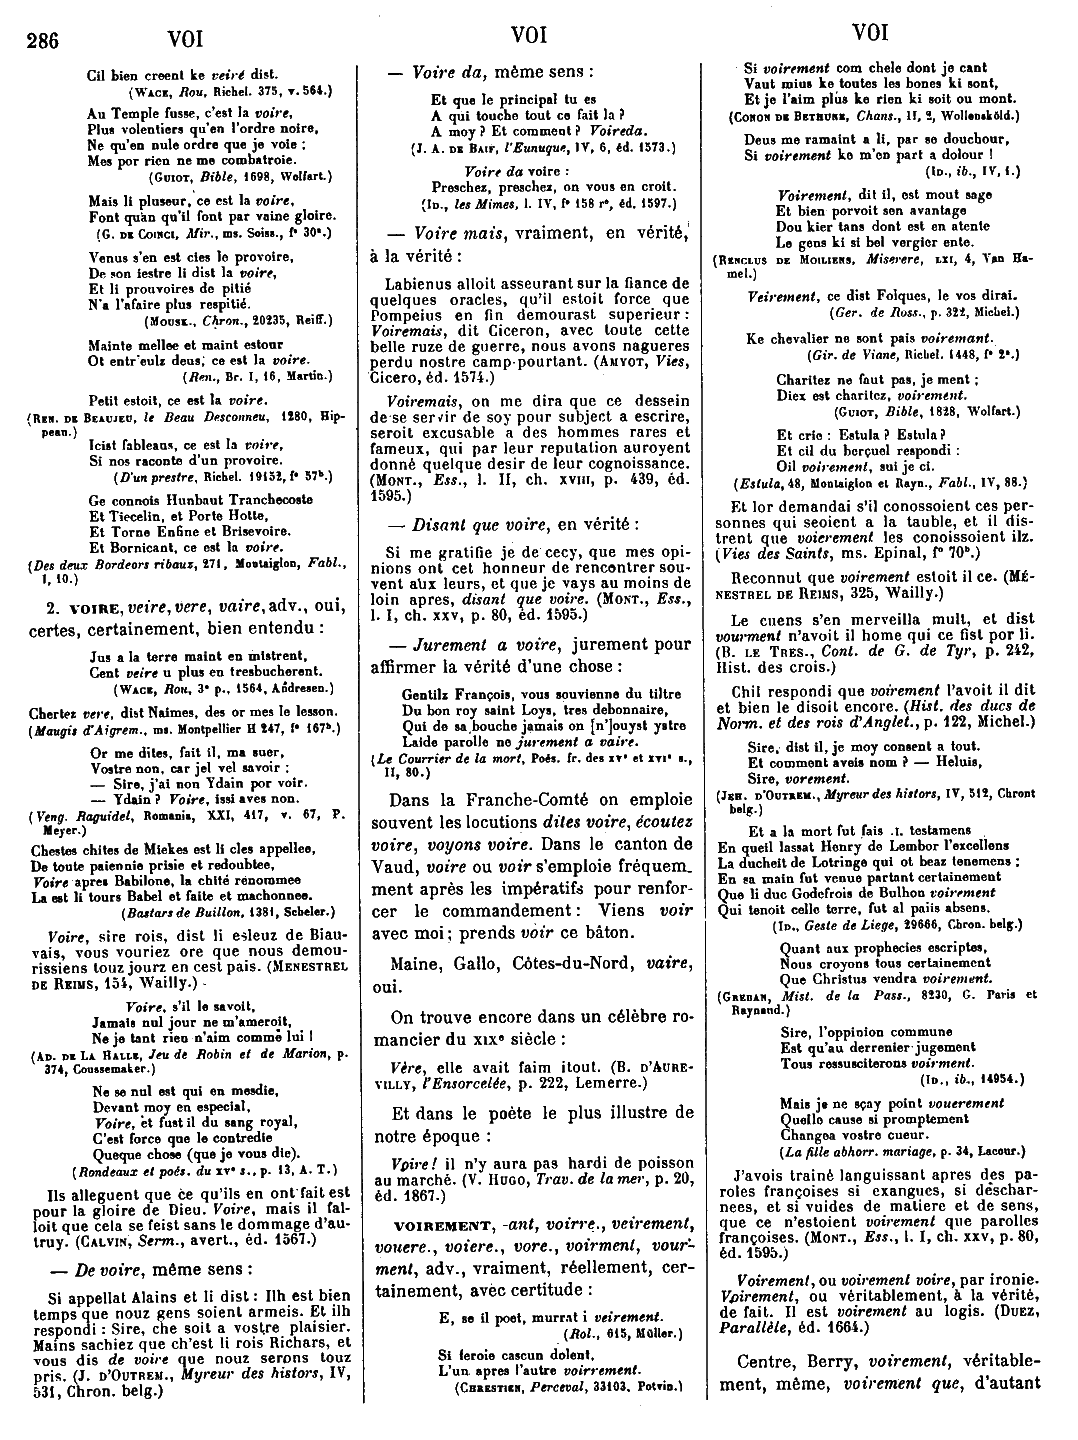 286 VOI VOI VOI
Cil bien creent ke veiré dist.
(WACE, Rou, Richel. 375, v. 564.)
Au Temple fusse, c'est la voire,
Plus volentiers qu'en l'ordre noire,
Ne qu'en nule ordre que je voie ;
Mes por rien ne me combatroie.
(GUIOT, Bible, 1698, Wolfart.)
Mais li pluseur, ce est la voire,
Font quan qu'il font par vaine gloire.
(G. DE COINCI, Mir., ms. Soiss., f° 30ª.)
Venus s'en est cies le provoire,
De son iestre li dist la voire,
Et li prouvoires de pitié
N'a l'afaire plus respitié.
(MOUSK., Chron., 20235, Reiff.)
Mainte mellee et maint estour
Ot entr'eulz deus, ce est la voire.
(Ren., Br. I, 16, Martin.)
Petit estoit, ce est la voire.
(REN. DE BEAUJEU, le Beau Desconneu, 1280, Hip-
peau.)
Icist fableaus, ce est la voire,
Si nos raconte d'un provoire.
(D'un prestre, Richel. 19152, f° 57ᵇ.)
Ge connois Hunbaut Tranchecoste
Et Tiecelin, et Porte Hotte,
Et Torne Enfine et Brisevoire.
Et Bornicant, ce est la voire.
(Des deux Bordeors ribauz, 271, Montaiglon, Fabl.,
I, 10.)
2. VOIRE, veire, vere, vaire, adv., oui,
certes, certainement, bien entendu :
Jus a la terre maint en mistrent,
Cent veire u plus en tresbucherent.
(WACE, Rou, 3° p., 1564, Andresen.)
Chertez vere, dist Naimes, des or mes le lesson.
(Maugis d'Aigrem., ms. Montpellier H 247, f° 167ᵇ.)
Or me dites, fait il, ma suer,
Vostre non, car jel vel savoir :
— Sire, j'ai non Ydain por voir.
— Ydain ? Voire, issi aves non.
(Veng. Raguidel, Romania, XXI, 417, v. 67, P.
Meyer.)
Chestes chites de Miekes est li cles appellee,
De toute paiennie prisie et redoubtee,
Voire apres Babilone, la chité renommee
La est li tours Babel et faite et machonnee.
(Bastars de Buillon, 1381, Scheler.)
Voire, sire rois, dist li esleuz de Biau-
vais, vous vouriez ore que nous demou-
rissiens touz jourz en cest pais. (MENESTREL
DE REIMS, 154, Wailly.)
Voire, s'il le savoit,
Jamais nul jour ne m'ameroit,
Ne je tant rien n'aim comme lui !
(AD. DE LA HALLE, Jeu de Robin et de Marion, p.
374, Coussemaker.)
Ne se nul est qui en mesdie,
Devant moy en especial,
Voire, et fust il du sang royal,
C'est force que le contredie
Queque chose (que je vous die).
(Rondeaux et poés. du xv° s., p. 13, A. T.)
Ils alleguent que ce qu'ils en ont fait est
pour la gloire de Dieu. Voire, mais il fal-
loit que cela se feist sans le dommage d'au-
truy. (CALVIN, Serm., avert., éd. 1567.)
— De voire, même sens :
Si appellat Alains et li dist : Ilh est bien
temps que nouz gens soient armeis. Et ilh
respondi : Sire, che soit a vostre plaisier.
Mains sachiez que ch'est li rois Richars, et
vous dis de voire que nouz serons touz
pris. (J. D'OUTREM., Myreur des histors, IV,
531, Chron. belg.)
— Voire da, même sens :
Et que le principal tu es
A qui touche tout ce fait la ?
A moy ? Et comment ? Voireda.
(J. A. DE BAIF, l'Eunuque, IV, 6, éd. 1573.)
Voire da voire :
Preschez, preschez, on vous en croit.
(ID., les Mimes, l. IV, f° 158 r°, éd. 1597.)
— Voire mais, vraiment, en vérité,
à la vérité :
Labienus alloit asseurant sur la fiance de
quelques oracles, qu'il estoit force que
Pompeius en fin demourast superieur :
Voiremais, dit Ciceron, avec toute cette
belle ruze de guerre, nous avons nagueres
perdu nostre camp pourtant. (AMYOT, Vies,
Cicero, éd. 1574.)
Voiremais, on me dira que ce dessein
de se servir de soy pour subject a escrire,
seroit excusable a des hommes rares et
fameux, qui par leur reputation auroyent
donné quelque desir de leur cognoissance.
(MONT., Ess., l. II, ch. XVIII, p. 439, éd.
1595.)
— Disant que voire, en vérité :
Si me gratifie je de cecy, que mes opi-
nions ont cet honneur de rencontrer sou-
vent aux leurs, et que je vays au moins de
loin apres, disant que voire. (MONT., Ess.,
l. I, ch. XXV, p. 80, éd. 1595.)
— Jurement a voire, jurement pour
affirmer la vérité d'une chose :
Gentilz François, vous souvienne du tiltre
Du bon roy saint Loys, tres debonnaire,
Qui de sa bouche jamais on [n']ouyst ystre
Laide parolle ne jurement a vaire.
(Le Courrier de la mort, Poés. fr. des XV° et XVI° s.,
II, 80.)
Dans la Franche-Comté on emploie
souvent les locutions dites voire, écoutez
voire, voyons voire. Dans le canton de
Vaud, voire ou voir s'emploie fréquem-
ment après les impératifs pour renfor-
cer le commandement : Viens voir
avec moi ; prends voir ce bâton.
Maine, Gallo, Côtes-du-Nord, vaire,
oui.
On trouve encore dans un célèbre ro-
mancier du XIX° siècle :
Vère, elle avait faim itout. (B. D'AURE-
VILLY, l'Ensorcelée, p. 222, Lemerre.)
Et dans le poète le plus illustre de
notre époque :
Voire ! il n'y aura pas hardi de poisson
au marché. (V. HUGO, Trav. de la mer, p. 20,
éd. 1867.)
VOIREMENT, -ant, voirre., veirement,
vouere., voiere., vore., voirment, vour-
ment, adv., vraiment, réellement, cer-
tainement, avec certitude :
E, se il poet, murrat i veirement.
(Rol., 615, Müller.)
Si feroie cascun dolent,
L'un apres l'autre voirrement.
(CHRESTIEN, Perceval, 33103, Potvin.)
Si voirement com chele dont je cant
Vaut mius ke toutes les bones ki sont,
Et je l'aim plus ke rien ki soit ou mont.
(CONON DE BETHUNE, Chans., II, 2, Wollensköld.)
Deus me ramaint a li, par se douchour,
Si voirement ke m'en part a dolour !
(ID., ib., IV, 1.)
Voirement, dit il, est mout sage
Et bien porvoit sen avantage
Dou kier tans dont est en atente
Le gens ki si bel vergier ente.
(RENCLUS DE MOILIENS, Miserere, LXI, 4, Van Ha-
mel.)
Veirement, ce dist Folques, le vos dirai.
(Ger. de Ross., p. 322, Michel.)
Ke chevalier ne sont pais voiremant.
(Gir. de Viane, Richel. 1448, f° 2ª.)
Charitez ne faut pas, je ment ;
Diex est charitez, voirement.
(GUIOT, Bible, 1828, Wolfart.)
Et crie : Estula ? Estula ?
Et cil du berçuel respondi :
Oil voirement, sui je ci.
(Estula, 48, Montaiglon et Rayn., Fabl., IV, 88.)
Et lor demandai s'il conossoient ces per-
sonnes qui seoient a la tauble, et il dis-
trent que voierement les conoissoient ilz.
(Vies des Saints, ms. Epinal, f° 70ᵇ.)
Reconnut que voirement estoit il ce. (MÉ-
NESTREL DE REIMS, 325, Wailly.)
Le cuens s'en merveilla mult, et dist
vourment n'avoit il home qui ce fist por li.
(B. LE TRES., Cont. de G. de Tyr, p. 242,
Hist. des crois.)
Chil respondi que voirement l'avoit il dit
et bien le disoit encore. (Hist. des ducs de
Norm. et des rois d'Anglet., p. 122, Michel.)
Sire, dist il, je moy consent a tout.
Et comment aveis nom ? — Heluis,
Sire, vorement.
(JEH. D'OUTREM., Myreur des histors, IV, 512, Chront
belg.)
Et a la mort fut fais .I. testamens
En queil lassat Henry de Lembor l'excellens
La ducheit de Lotringe qui ot beaz tenemens ;
En sa main fut venue partant certainement
Que li duc Godefrois de Bulhon voirement
Qui tenoit celle terre, fut al paiis absens.
(ID., Geste de Liege, 29666, Chron. belg.)
Quant aux prophecies escriptes,
Nous croyons tous certainement
Que Christus vendra voirement.
(GREBAN, Mist. de la Pass., 8230, G. Paris et
Raynaud.)
Sire, l'oppinion commune
Est qu'au derrenier jugement
Tous ressusciterons voirment.
(ID., ib., 14954.)
Mais je ne sçay point vouerement
Quelle cause si promptement
Changea vostre cueur.
(La fille abhorr. mariage, p. 34, Lacour.)
J'avois trainé languissant apres des pa-
roles françoises si exangues, si deschar-
nees, et si vuides de matiere et de sens,
que ce n'estoient voirement que parolles
françoises. (MONT., Ess., l. I, ch. XXV, p. 80,
éd. 1595.)
Voirement, ou voirement voire, par ironie.
Voirement, ou véritablement, à la vérité,
de fait. Il est voirement au logis. (DUEZ,
Parallèle, éd. 1664.)
Centre, Berry, voirement, véritable-
ment, même, voirement que, d'autant